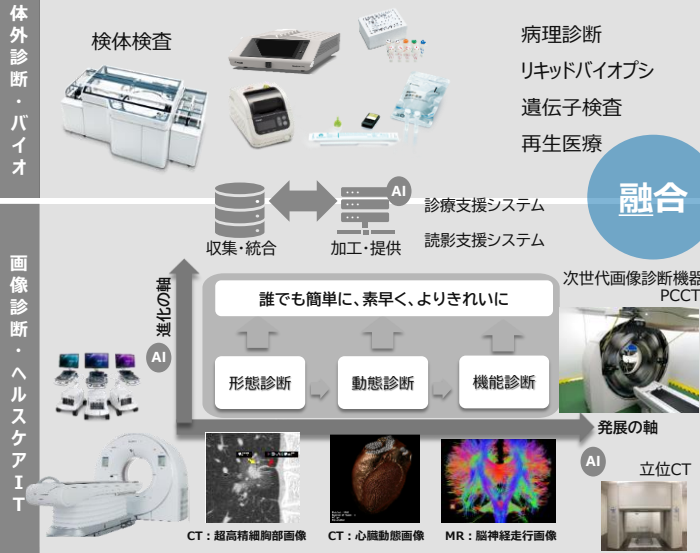 体外診断・バイオ
検体検査
病理診断
リキッドバイオプシ
遺伝子検査
再生医療
融合
AI
診療支援システム
収集・統合
加工・提供
読影支援システム
画像診断・ヘルスケアIT
進化の軸
誰でも簡単に、素早く、よりきれいに
次世代画像診断機器
PCCT
AI
形態診断
動態診断
機能診断
発展の軸
AI
立位CT
CT：超高精細胸部画像
CT：心臓動態画像
MR：脳神経走行画像